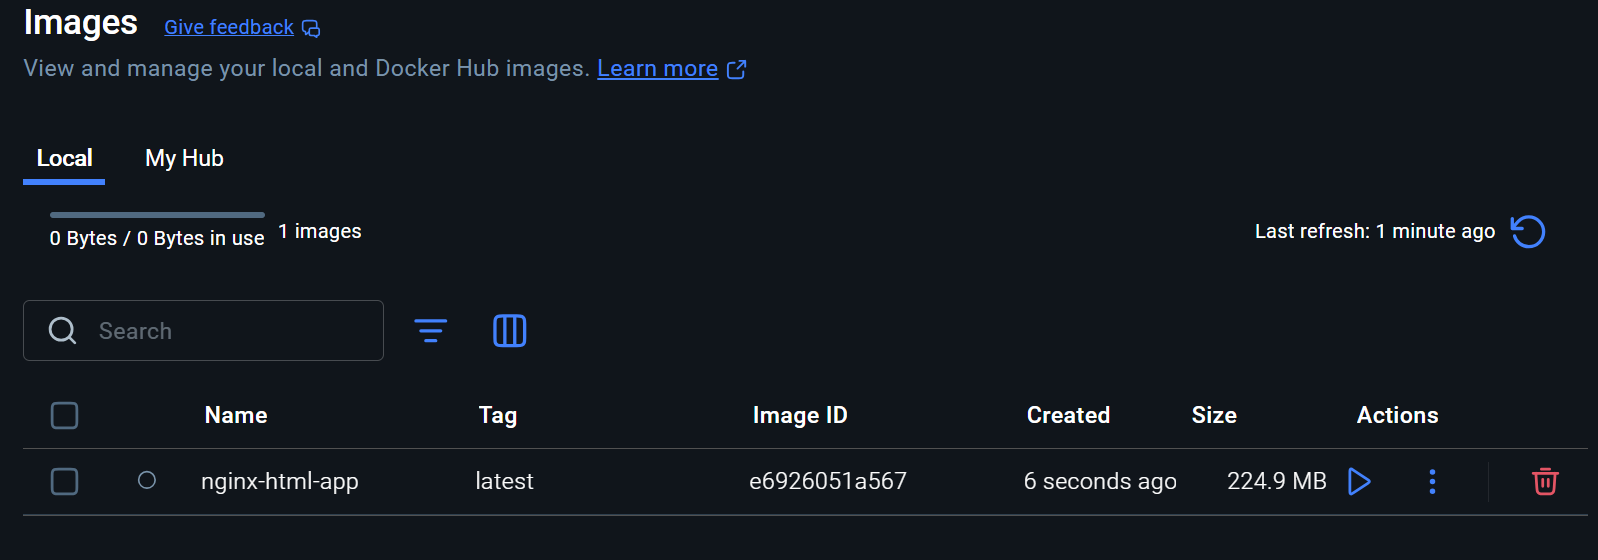 Images Give feedback
View and manage your local and Docker Hub images. Learn more
Local My Hub
0 Bytes / 0 Bytes in use 1 images Last refresh: 1 minute ago
Search
Name Tag Image ID Created Size Actions
nginx-html-app latest e6926051a567 6 seconds ago 224.9 MB